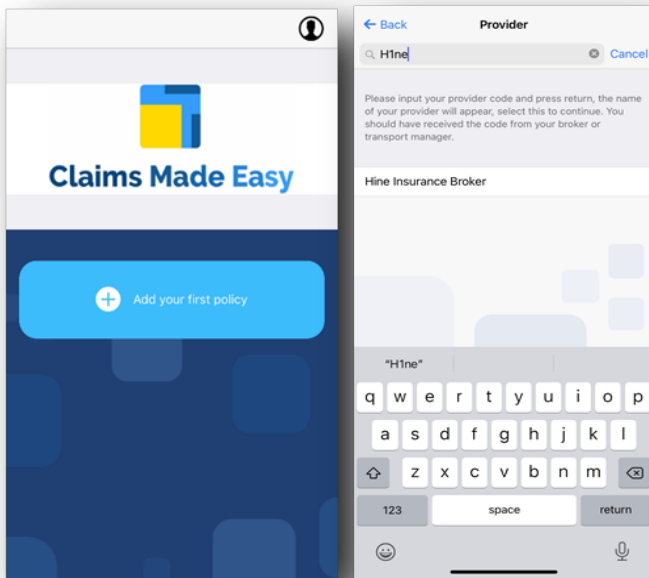 Claims Made Easy
Add your first policy
Back
Provider
H1ne
Cancel
Please input your provider code and press return, the name
of your provider will appear, select this to continue. You
should have received the code from your broker or
transport manager.
Hine Insurance Broker
"H1ne"
q w e r t y u i o p
a s d f g h j k l
z x c v b n m
123 space return